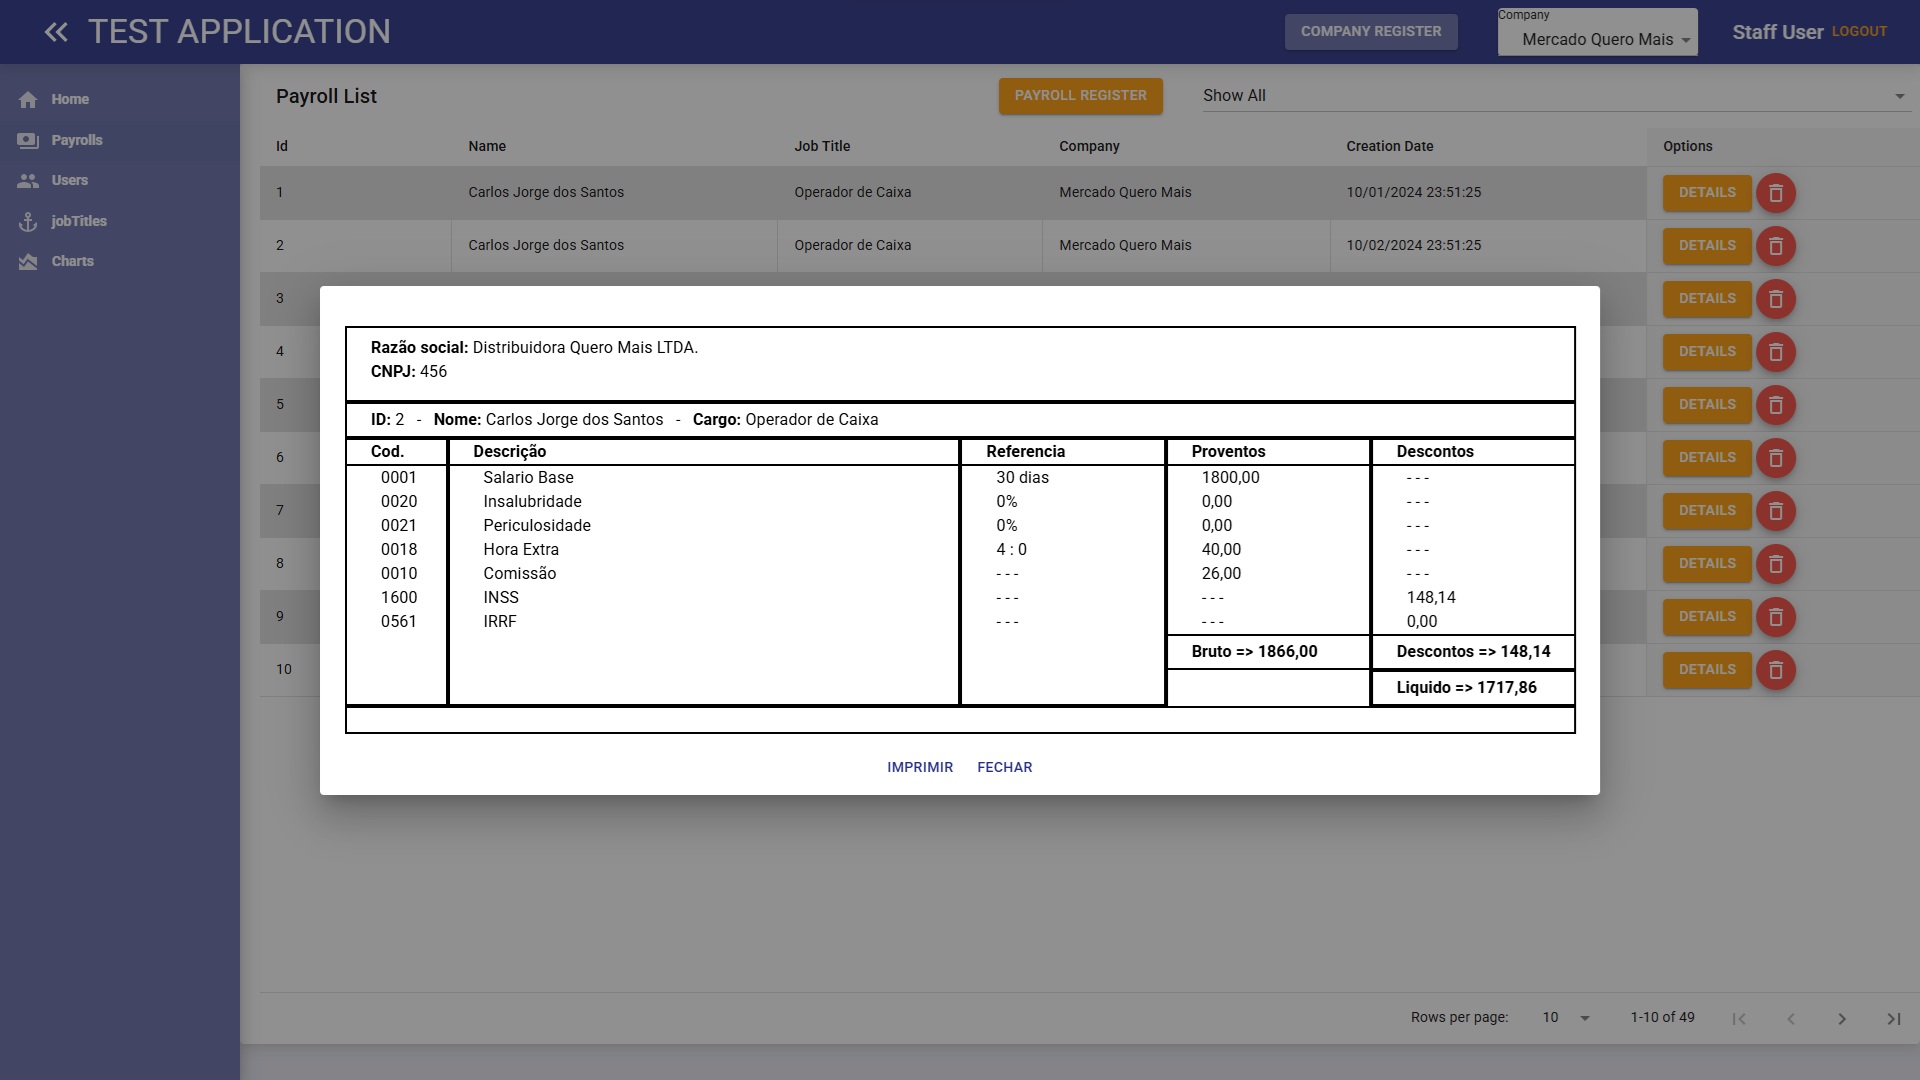 TEST APPLICATION
COMPANY REGISTER
Company
Mercado Quero Mais
Staff User LOGOUT
Home
Payrolls
Users
jobTitles
Charts
Payroll List
PAYROLL REGISTER
Show All
Id Name Job Title Company Creation Date Options
1 Carlos Jorge dos Santos Operador de Caixa Mercado Quero Mais 10/01/2024 23:51:25 DETAILS
2 Carlos Jorge dos Santos Operador de Caixa Mercado Quero Mais 10/02/2024 23:51:25 DETAILS
3 DETAILS
4 DETAILS
5 DETAILS
6 DETAILS
7 DETAILS
8 DETAILS
9 DETAILS
10 DETAILS
Razão social: Distribuidora Quero Mais LTDA.
CNPJ: 456
ID: 2 - Nome: Carlos Jorge dos Santos - Cargo: Operador de Caixa
Cod. Descrição Referencia Proventos Descontos
0001 Salario Base 30 dias 1800,00 - - -
0020 Insalubridade 0% 0,00 - - -
0021 Periculosidade 0% 0,00 - - -
0018 Hora Extra 4 : 0 40,00 - - -
0010 Comissão - - - 26,00 - - -
1600 INSS - - - - - - 148,14
0561 IRRF - - - - - - 0,00
Bruto => 1866,00 Descontos => 148,14
Liquido => 1717,86
IMPRIMIR FECHAR
Rows per page: 10 1-10 of 49